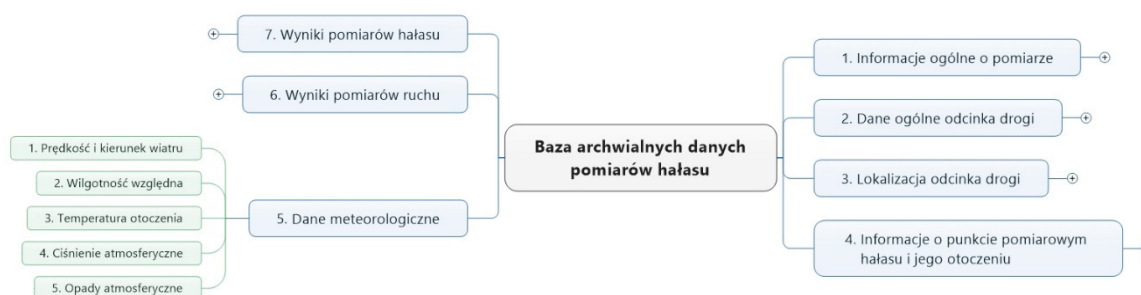 7. Wyniki pomiarów hałasu
6. Wyniki pomiarów ruchu
1. Prędkość i kierunek wiatru
2. Wilgotność względna
3. Temperatura otoczenia
4. Ciśnienie atmosferyczne
5. Opady atmosferyczne
5. Dane meteorologiczne
Baza archwialnych danych
pomiarów hałasu
1. Informacje ogólne o pomiarze
2. Dane ogólne odcinka drogi
3. Lokalizacja odcinka drogi
4. Informacje o punkcie pomiarowym
hałasu i jego otoczeniu